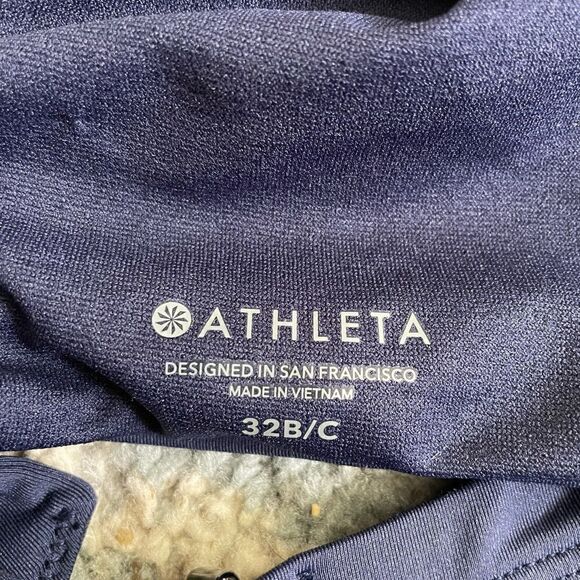 ATHLETA
DESIGNED IN SAN FRANCISCO
MADE IN VIETNAM
32B/C